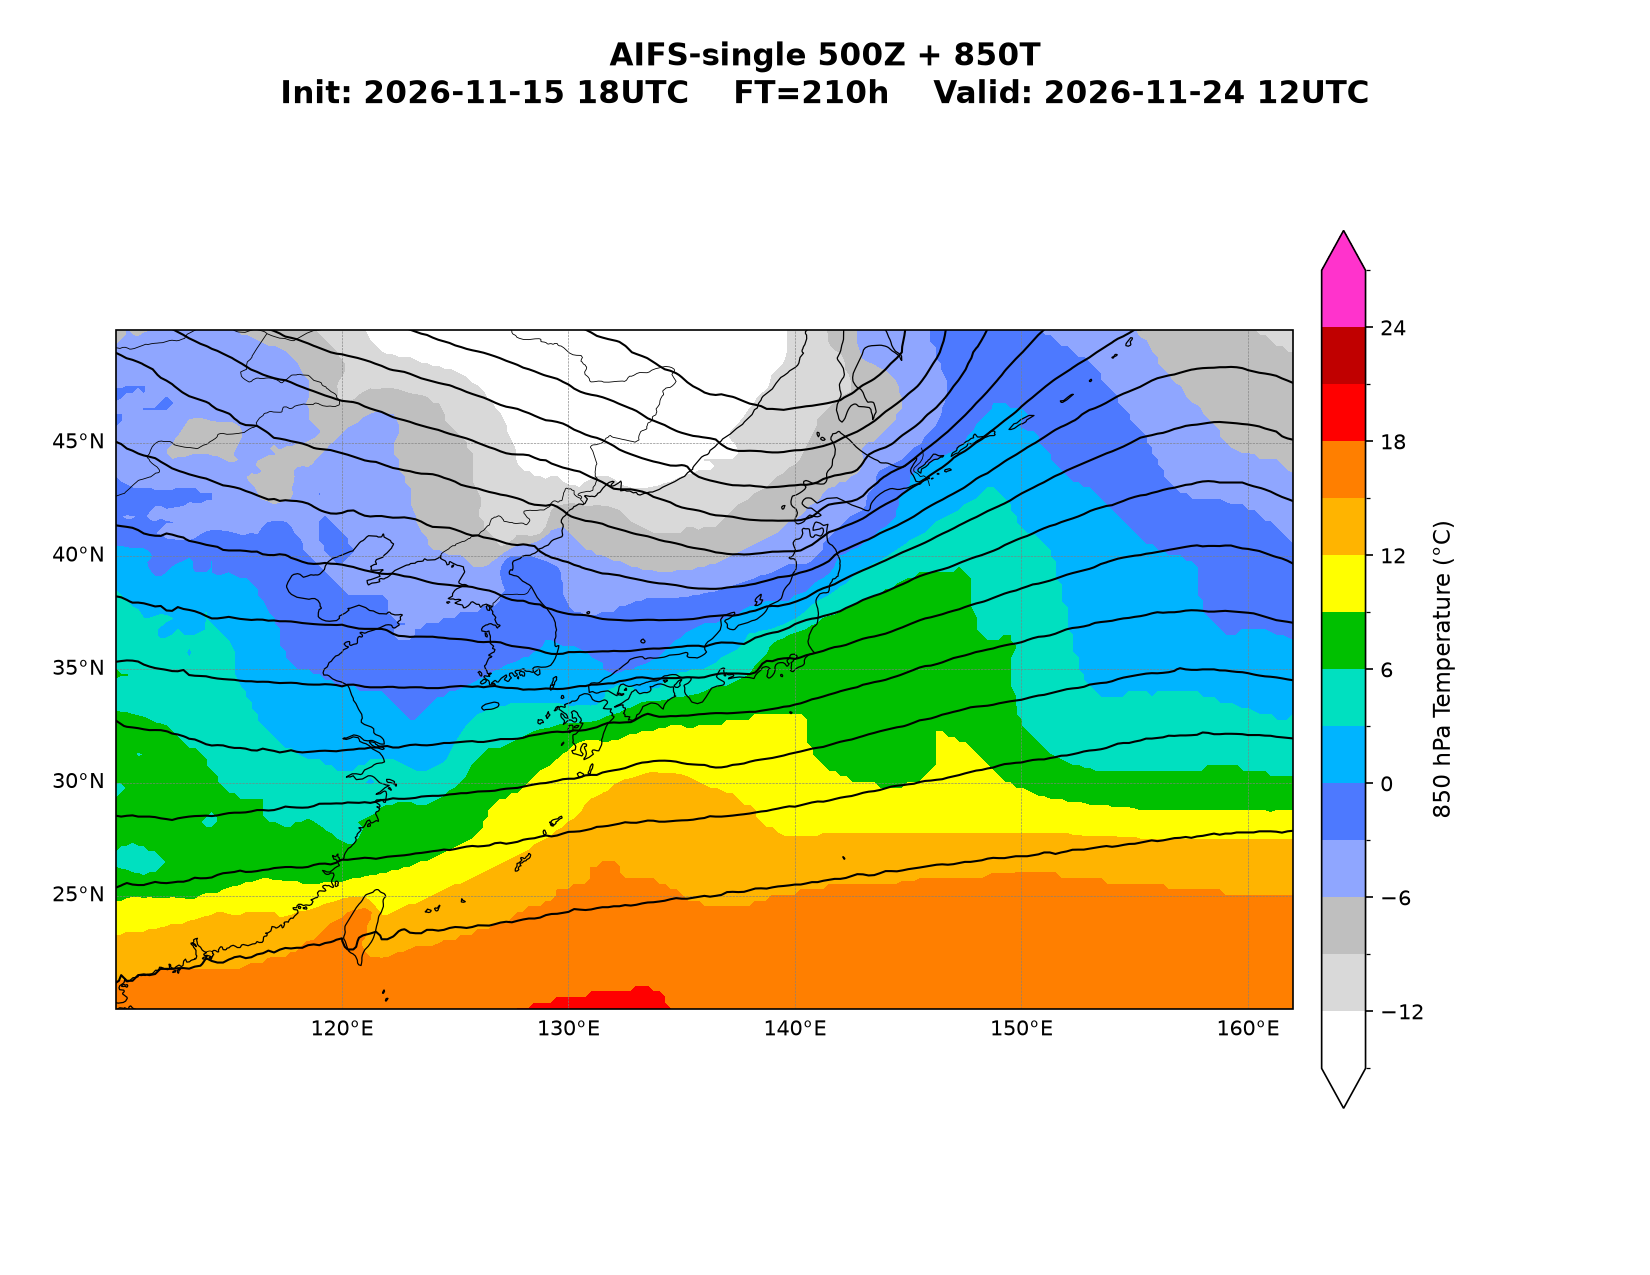 AIFS-single 500Z + 850T
Init: 2026-11-15 18UTC    FT=210h    Valid: 2026-11-24 12UTC
45°N
40°N
35°N
30°N
25°N
120°E
130°E
140°E
150°E
160°E
24
18
12
6
0
−6
−12
850 hPa Temperature (°C)